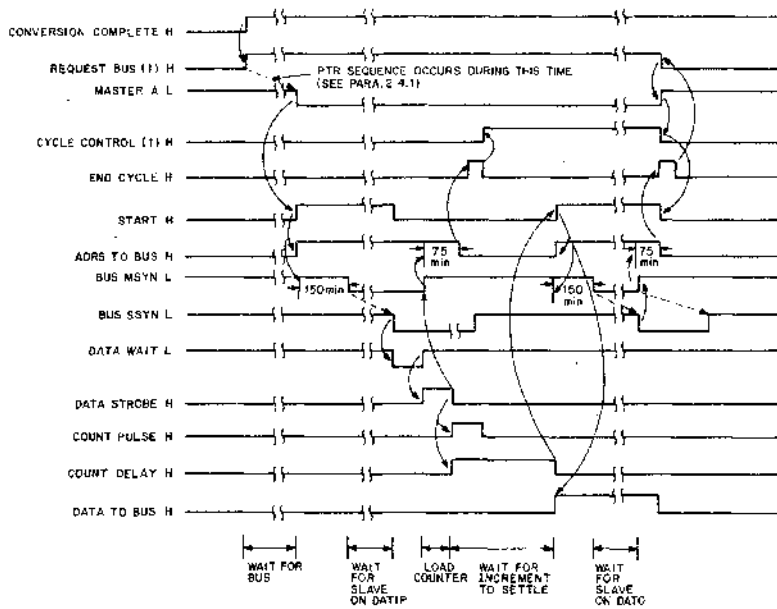 CONVERSION COMPLETE H
REQUEST BUS (1) H
PTR SEQUENCE OCCURS DURING THIS TIME
(SEE PARA. 2.4.1)
MASTER A L
CYCLE CONTROL (1) H
END CYCLE H
START H
ADRS TO BUS H
75
min
75
min
BUS MSYN L
150 min
150
min
BUS SSYN L
DATA WAIT L
DATA STROBE H
COUNT PULSE H
COUNT DELAY H
DATA TO BUS H
WAIT FOR
BUS
WAIT
FOR
SLAVE
ON DATIP
LOAD
COUNTER
WAIT FOR
INCREMENT
TO SETTLE
WAIT
FOR
SLAVE
ON DATO